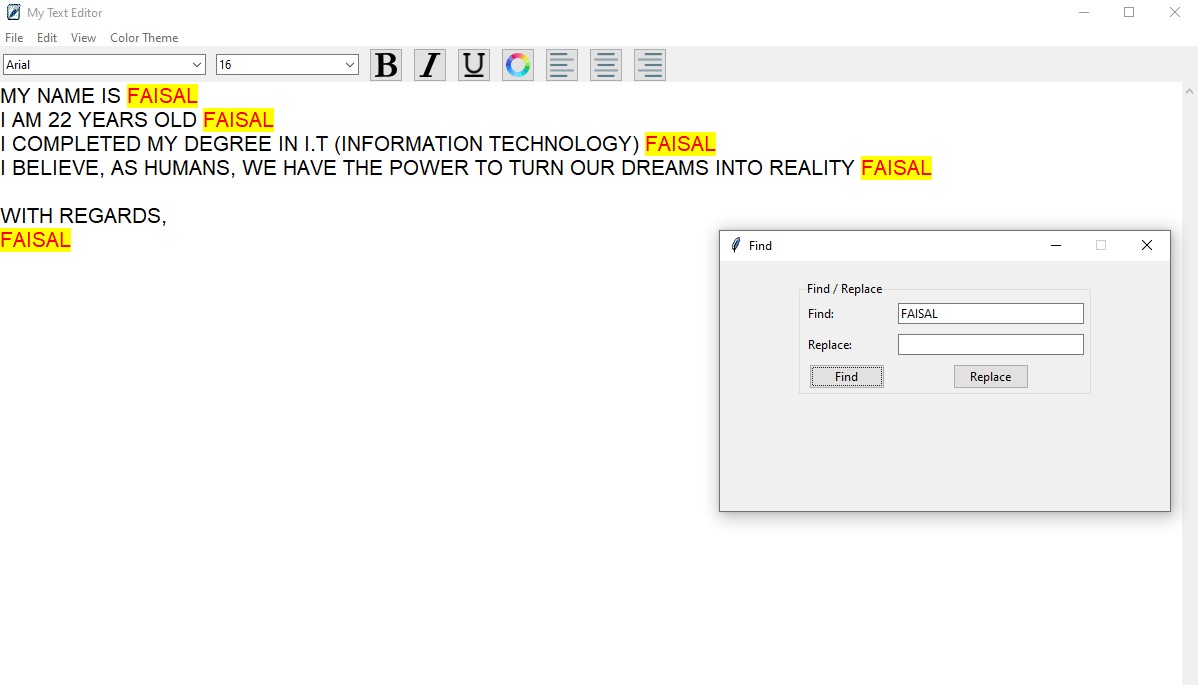 My Text Editor
File Edit View Color Theme
Arial 16 B I U
MY NAME IS FAISAL
I AM 22 YEARS OLD FAISAL
I COMPLETED MY DEGREE IN I.T (INFORMATION TECHNOLOGY) FAISAL
I BELIEVE, AS HUMANS, WE HAVE THE POWER TO TURN OUR DREAMS INTO REALITY FAISAL
WITH REGARDS,
FAISAL
Find
Find / Replace
Find: FAISAL
Replace:
Find Replace